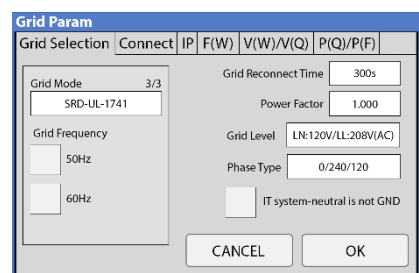 Grid Param
Grid Selection Connect IP F(W) V(W)/V(Q) P(Q)/P(F)
Grid Mode 3/3
SRD-UL-1741
Grid Frequency
50Hz
60Hz
Grid Reconnect Time 300s
Power Factor 1.000
Grid Level LN:120V/LL:208V(AC)
Phase Type 0/240/120
IT system-neutral is not GND
CANCEL OK